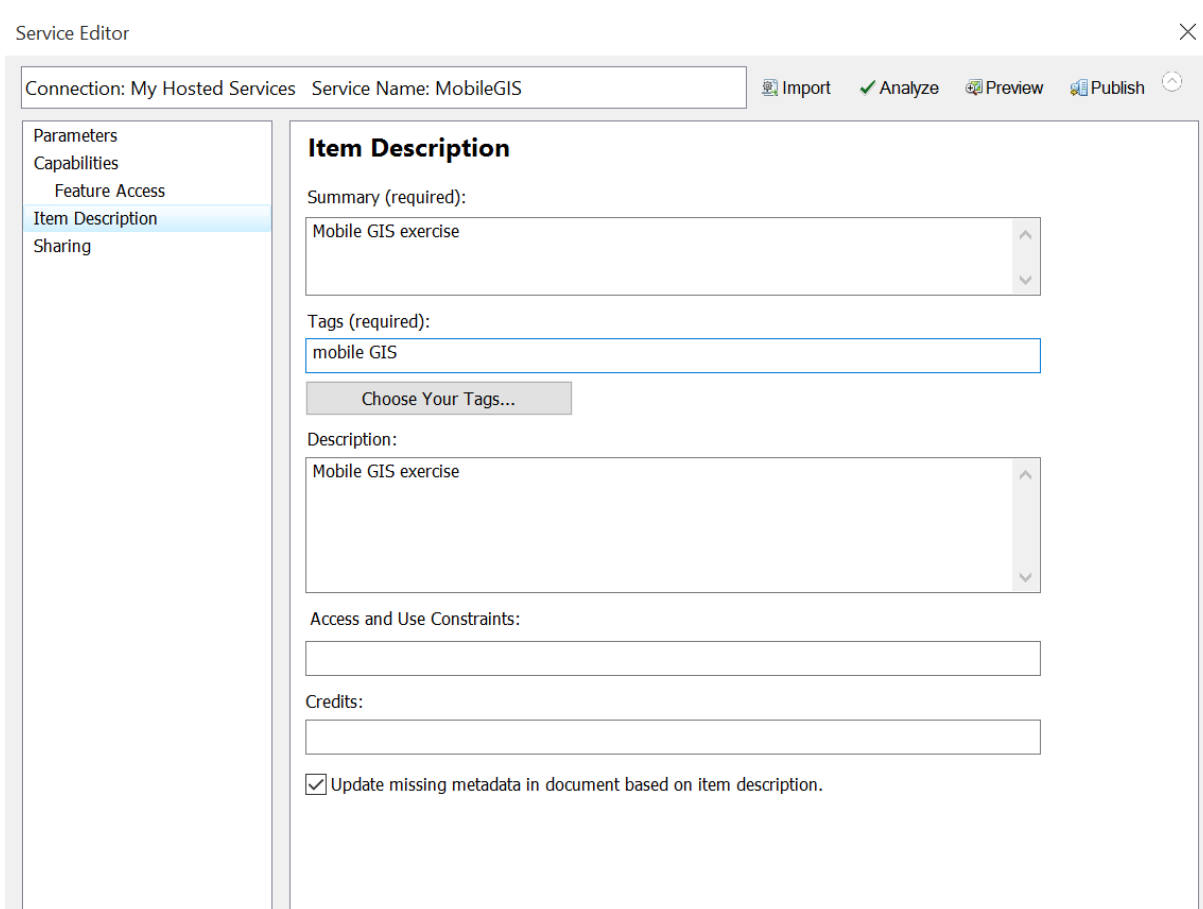 Service Editor
Connection: My Hosted Services Service Name: MobileGIS
Import Analyze Preview Publish
Parameters
Capabilities
Feature Access
Item Description
Sharing
Item Description
Summary (required):
Mobile GIS exercise
Tags (required):
mobile GIS
Choose Your Tags...
Description:
Mobile GIS exercise
Access and Use Constraints:
Credits:
Update missing metadata in document based on item description.